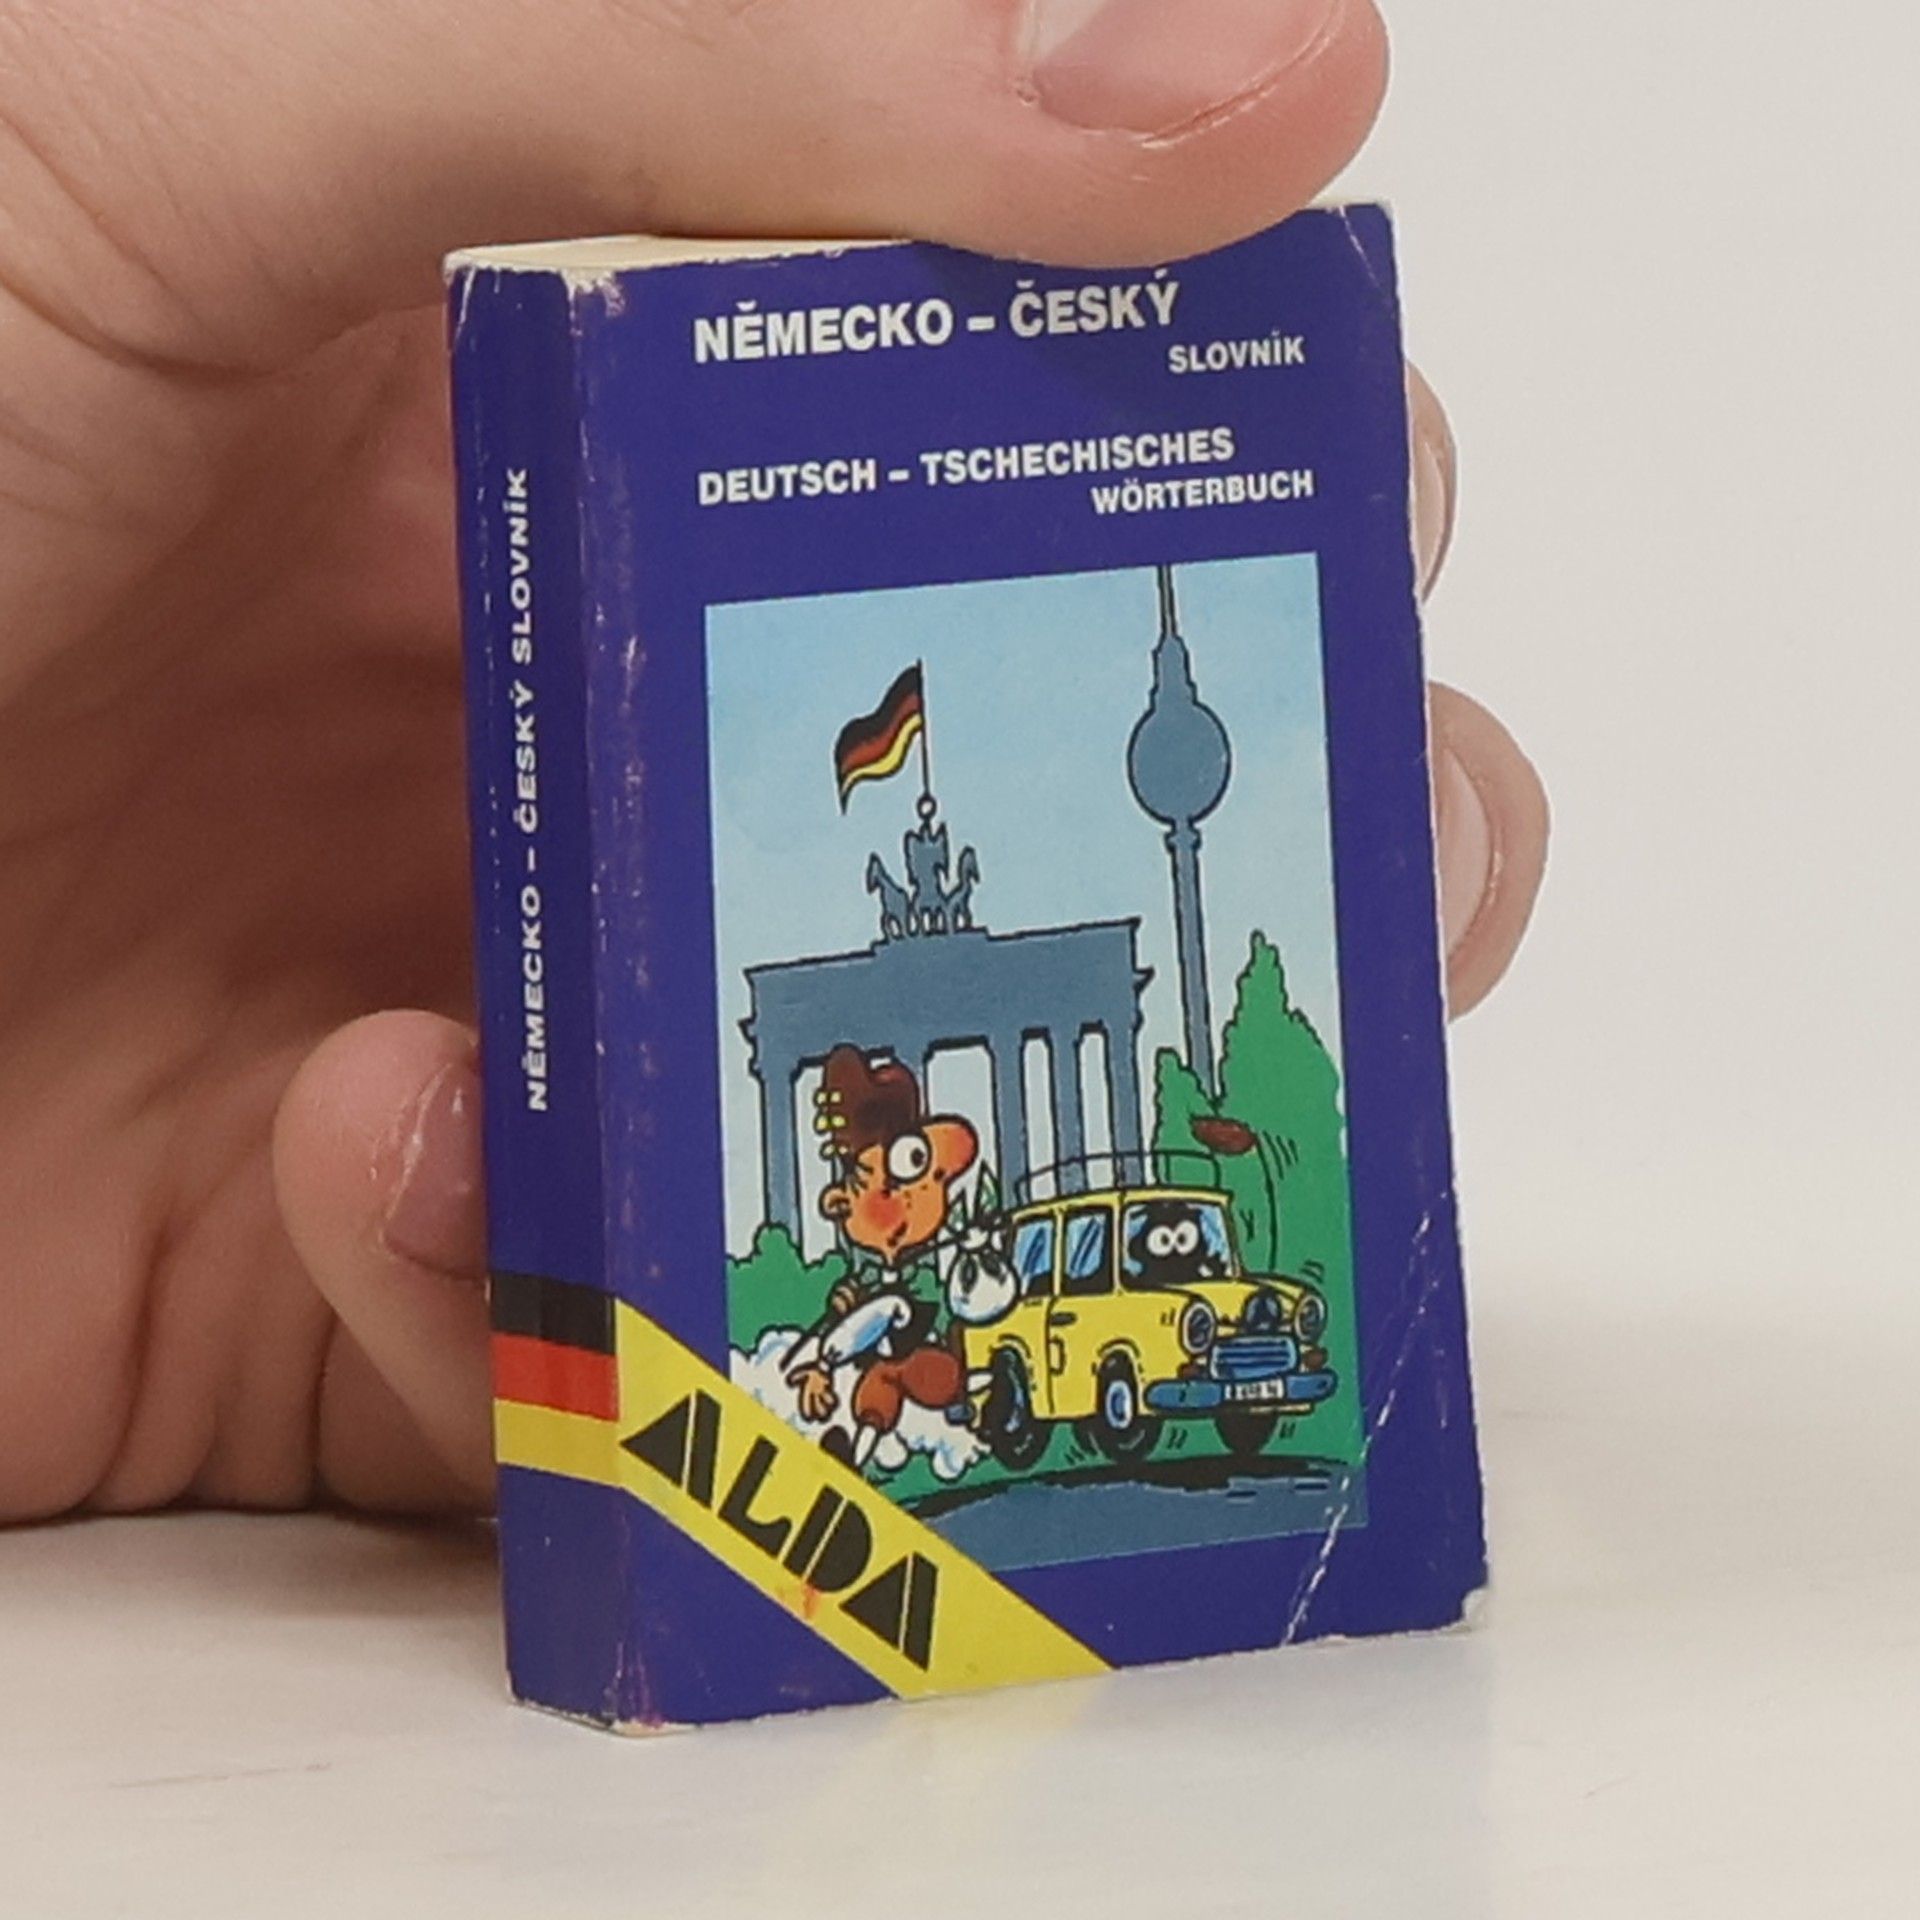 NĚMECKO – ČESKÝ
SLOVNÍK
DEUTSCH – TSCHECHISCHES
WÖRTERBUCH
NĚMECKO – ČESKÝ SLOVNÍK
ALDA